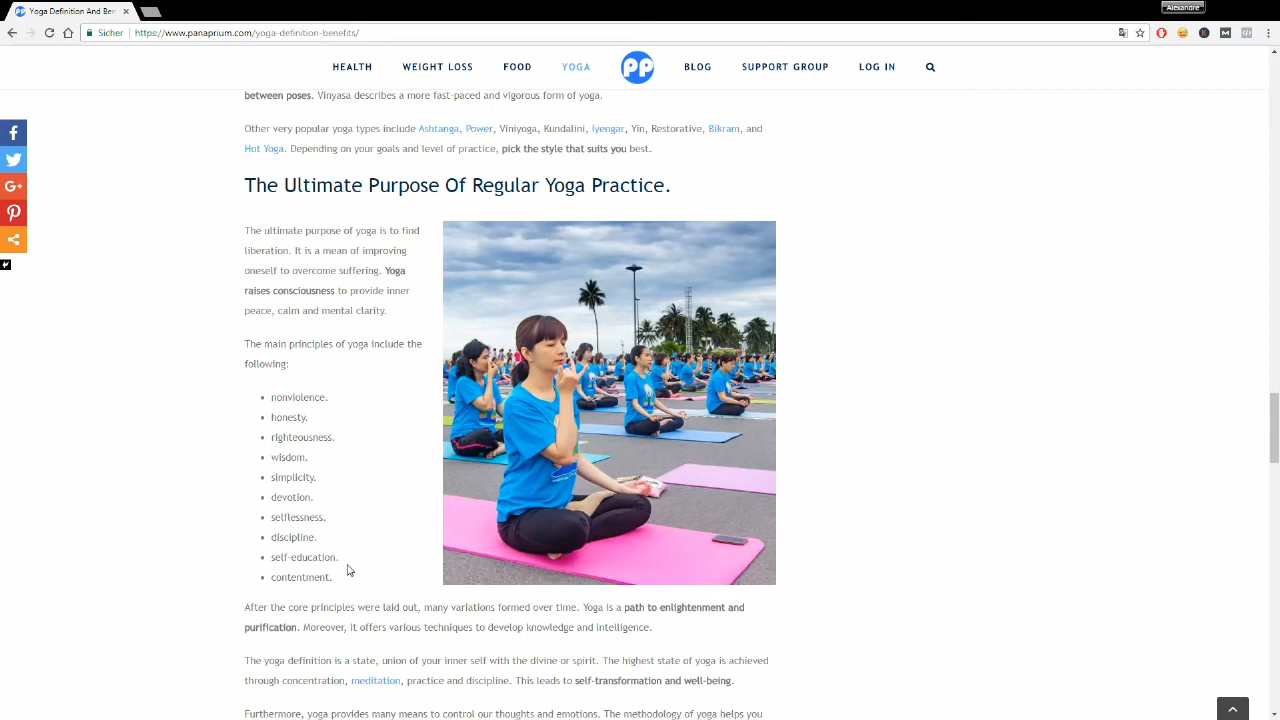 Yoga Definition And Ben
Alexandre
Sicher
https://www.panaprium.com/yoga-definition-benefits/
HEALTH WEIGHT LOSS FOOD YOGA PP BLOG SUPPORT GROUP LOG IN
between poses. Vinyasa describes a more fast-paced and vigorous form of yoga.
Other very popular yoga types include Ashtanga, Power, Viniyoga, Kundalini, Iyengar, Yin, Restorative, Bikram, and
Hot Yoga. Depending on your goals and level of practice, pick the style that suits you best.
The Ultimate Purpose Of Regular Yoga Practice.
The ultimate purpose of yoga is to find
liberation. It is a mean of improving
oneself to overcome suffering. Yoga
raises consciousness to provide inner
peace, calm and mental clarity.
The main principles of yoga include the
following:
nonviolence.
honesty.
righteousness.
wisdom.
simplicity.
devotion.
selflessness.
discipline.
self-education.
contentment.
After the core principles were laid out, many variations formed over time. Yoga is a path to enlightenment and
purification. Moreover, it offers various techniques to develop knowledge and intelligence.
The yoga definition is a state, union of your inner self with the divine or spirit. The highest state of yoga is achieved
through concentration, meditation, practice and discipline. This leads to self-transformation and well-being.
Furthermore, yoga provides many means to control our thoughts and emotions. The methodology of yoga helps you